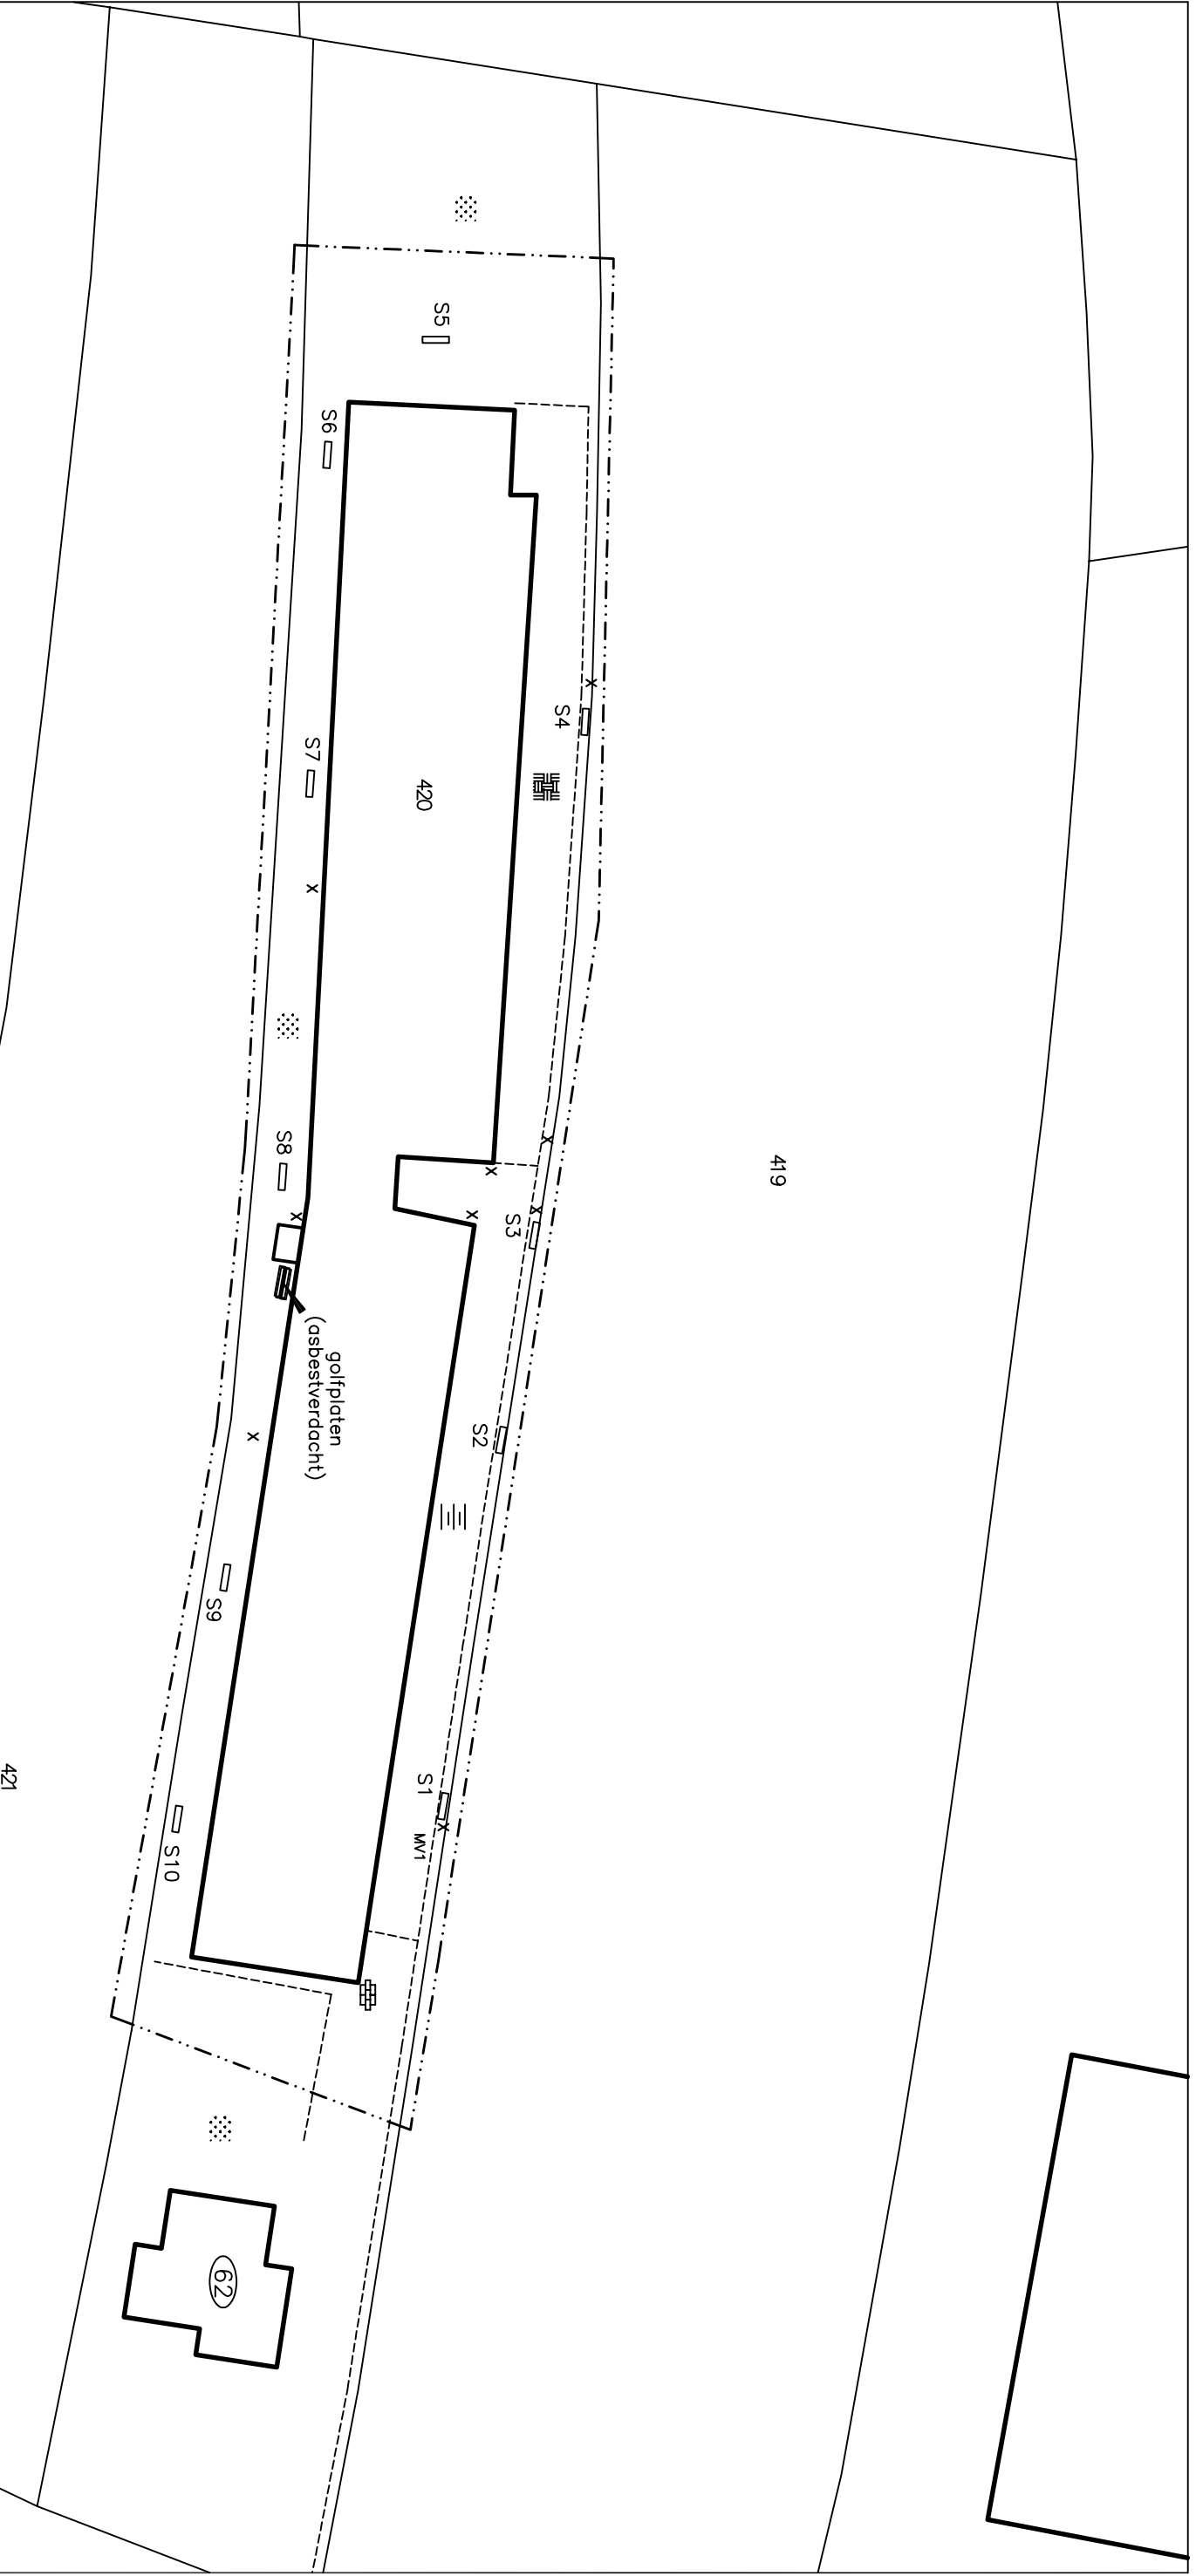 S5
S6
S4
S7
420
S8
419
S3
golfplaten
(asbestverdacht)
S2
S9
421
S1
MV1
S10
62